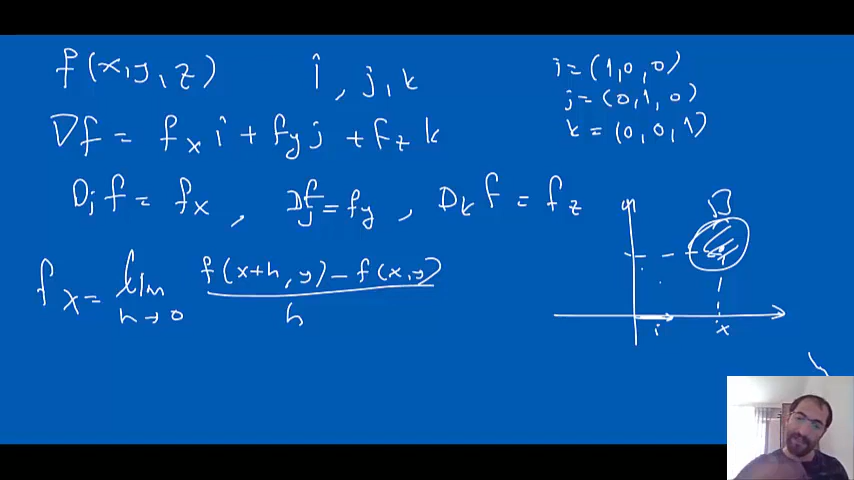 f(x,y,z) i, j, k
i=(1,0,0)
j=(0,1,0)
k=(0,0,1)
∇f = fx i + fy j + fz k
Di f = fx, Dj f = fy, Dk f = fz
fx = lim h→0 f(x+h,y) - f(x,y) / h
B
y
i x